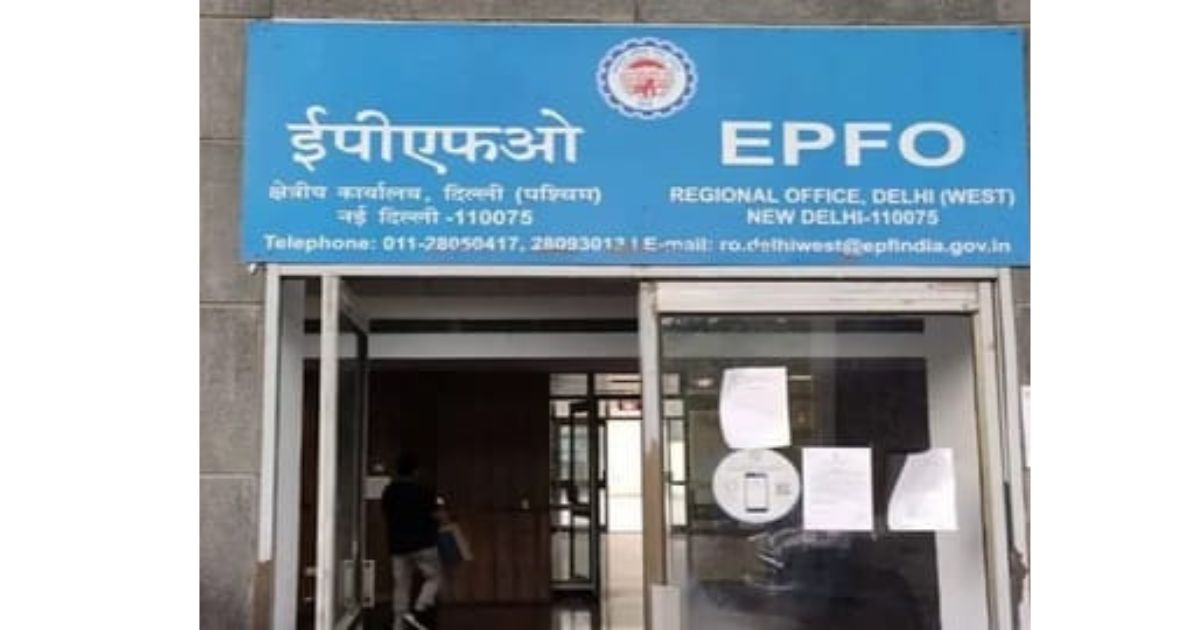 ईपीएफओ
क्षेत्रीय कार्यालय, दिल्ली (पश्चिम)
नई दिल्ली -110075
EPFO
REGIONAL OFFICE, DELHI (WEST)
NEW DELHI-110075
Telephone: 011-28050417, 28093013 | E-mail: ro.delhiwest@epfindia.gov.in